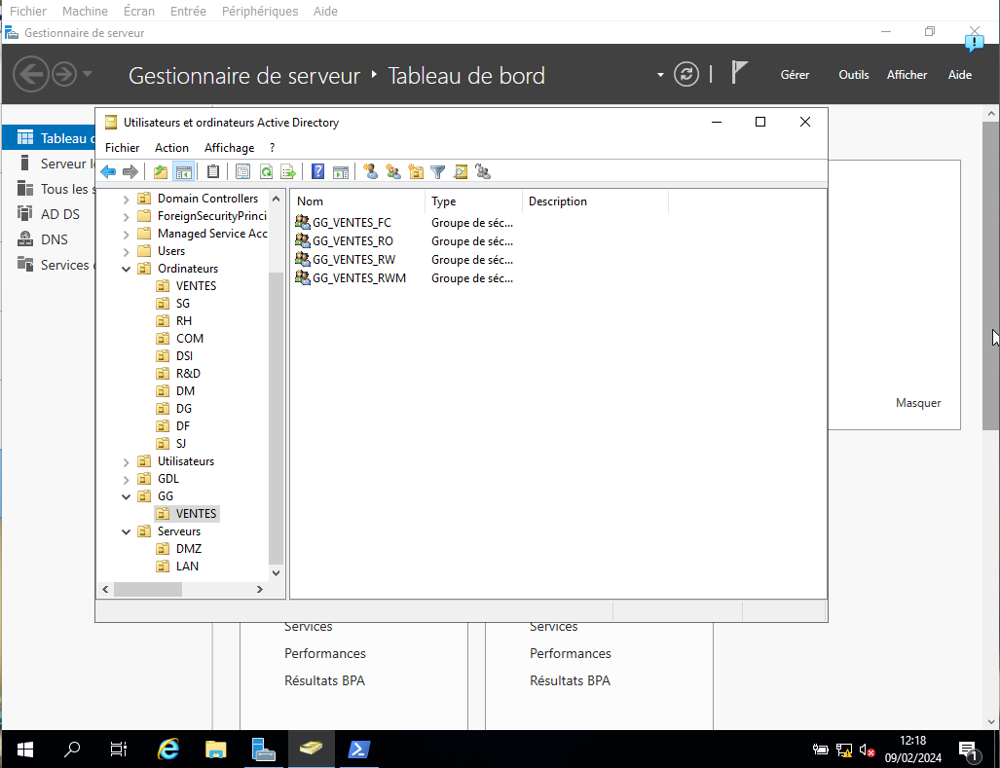 Fichier Machine Écran Entrée Périphériques Aide
Gestionnaire de serveur
Gestionnaire de serveur Tableau de bord
Gérer Outils Afficher Aide
Utilisateurs et ordinateurs Active Directory
Fichier Action Affichage ?
Tableau
Serveur
Tous les
AD DS
DNS
Services
Domain Controllers
ForeignSecurityPrinci
Managed Service Acc
Users
Ordinateurs
VENTES
SG
RH
COM
DSI
R&D
DM
DG
DF
SJ
Utilisateurs
GDL
GG
VENTES
Serveurs
DMZ
LAN
Nom Type Description
GG_VENTES_FC Groupe de séc...
GG_VENTES_RO Groupe de séc...
GG_VENTES_RW Groupe de séc...
GG_VENTES_RWM Groupe de séc...
Masquer
Services
Performances
Résultats BPA
Services
Performances
Résultats BPA
12:18
09/02/2024
1